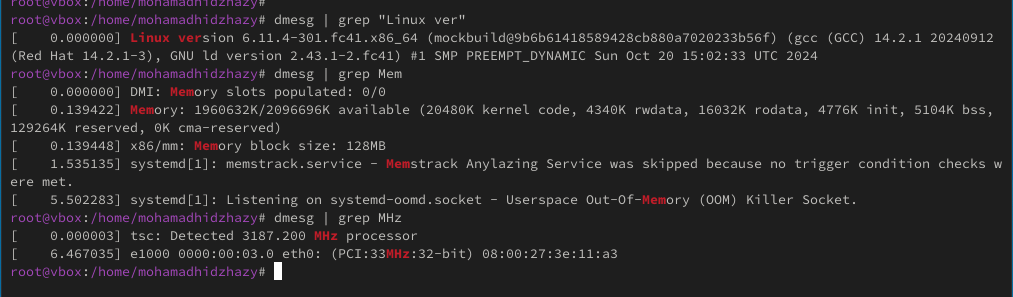 root@vbox:/home/mohamadhidzhazy#
root@vbox:/home/mohamadhidzhazy# dmesg | grep "Linux ver"
[    0.000000] Linux version 6.11.4-301.fc41.x86_64 (mockbuild@9b6b61418589428cb880a7020233b56f) (gcc (GCC) 14.2.1 20240912
(Red Hat 14.2.1-3), GNU ld version 2.43.1-2.fc41) #1 SMP PREEMPT_DYNAMIC Sun Oct 20 15:02:33 UTC 2024
root@vbox:/home/mohamadhidzhazy# dmesg | grep Mem
[    0.000000] DMI: Memory slots populated: 0/0
[    0.139422] Memory: 1960632K/2096696K available (20480K kernel code, 4340K rwdata, 16032K rodata, 4776K init, 5104K bss,
129264K reserved, 0K cma-reserved)
[    0.139448] x86/mm: Memory block size: 128MB
[    1.535135] systemd[1]: memstrack.service - Memstrack Anylazing Service was skipped because no trigger condition checks w
ere met.
[    5.502283] systemd[1]: Listening on systemd-oomd.socket - Userspace Out-Of-Memory (OOM) Killer Socket.
root@vbox:/home/mohamadhidzhazy# dmesg | grep MHz
[    0.000003] tsc: Detected 3187.200 MHz processor
[    6.467035] e1000 0000:00:03.0 eth0: (PCI:33MHz:32-bit) 08:00:27:3e:11:a3
root@vbox:/home/mohamadhidzhazy#